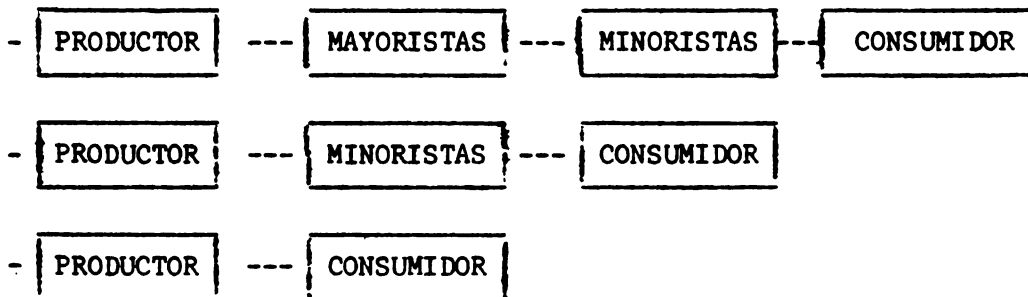 - PRODUCTOR --- MAYORISTAS --- MINORISTAS --- CONSUMIDOR
- PRODUCTOR --- MINORISTAS --- CONSUMIDOR
- PRODUCTOR --- CONSUMIDOR